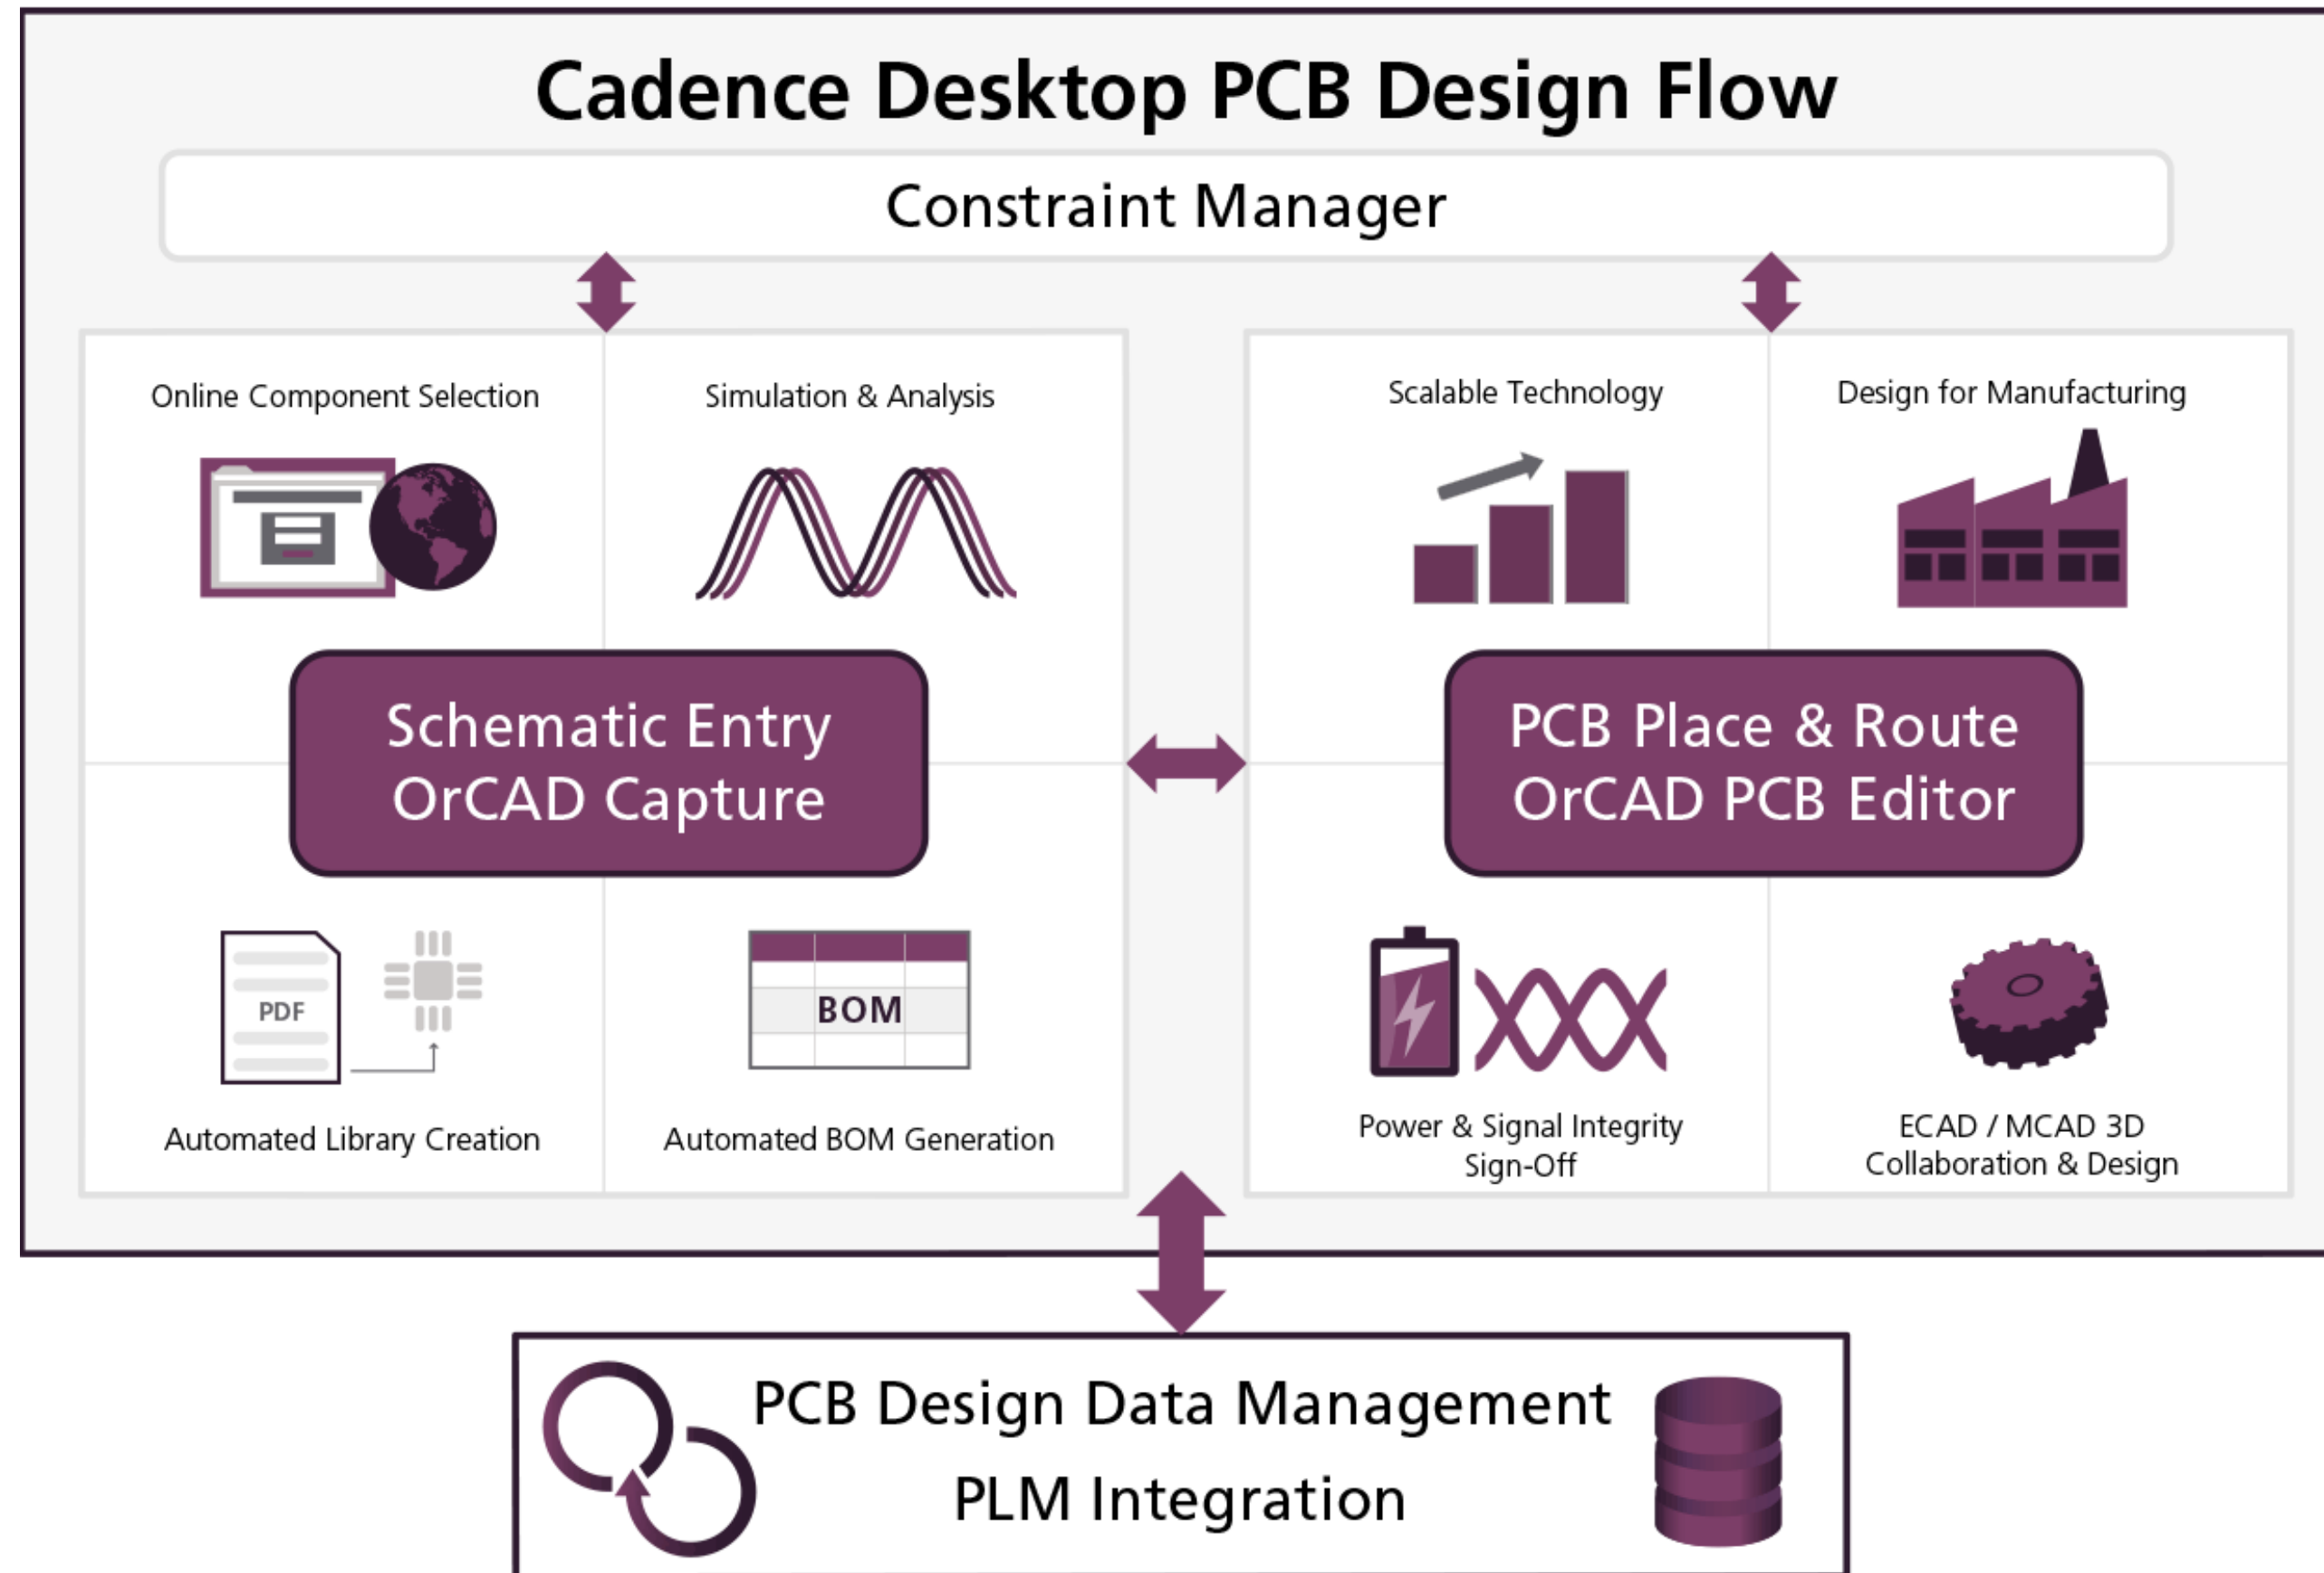 Cadence Desktop PCB Design Flow
Constraint Manager
Online Component Selection
Simulation & Analysis
Schematic Entry
OrCAD Capture
PDF
BOM
Automated Library Creation
Automated BOM Generation
Scalable Technology
Design for Manufacturing
PCB Place & Route
OrCAD PCB Editor
Power & Signal Integrity
Sign-Off
ECAD / MCAD 3D
Collaboration & Design
PCB Design Data Management
PLM Integration